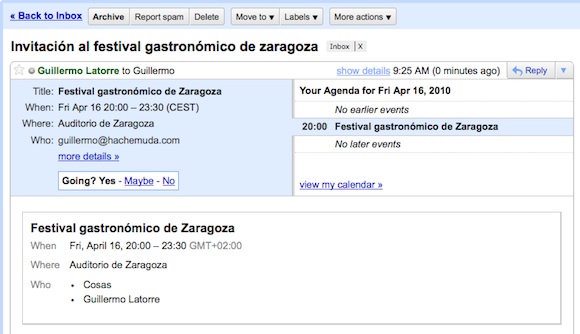 « Back to Inbox Archive Report spam Delete Move to ▼ Labels ▼ More actions ▼
Invitación al festival gastronómico de zaragoza Inbox X
Guillermo Latorre to Guillermo show details 9:25 AM (0 minutes ago) Reply ▼
Title: Festival gastronómico de Zaragoza
When: Fri Apr 16 20:00 – 23:30 (CEST)
Where: Auditorio de Zaragoza
Who: guillermo@hachemuda.com
more details »
Going? Yes - Maybe - No
Your Agenda for Fri Apr 16, 2010
No earlier events
20:00 Festival gastronómico de Zaragoza
No later events
view my calendar »
Festival gastronómico de Zaragoza
When Fri, April 16, 20:00 – 23:30 GMT+02:00
Where Auditorio de Zaragoza
Who • Cosas
• Guillermo Latorre